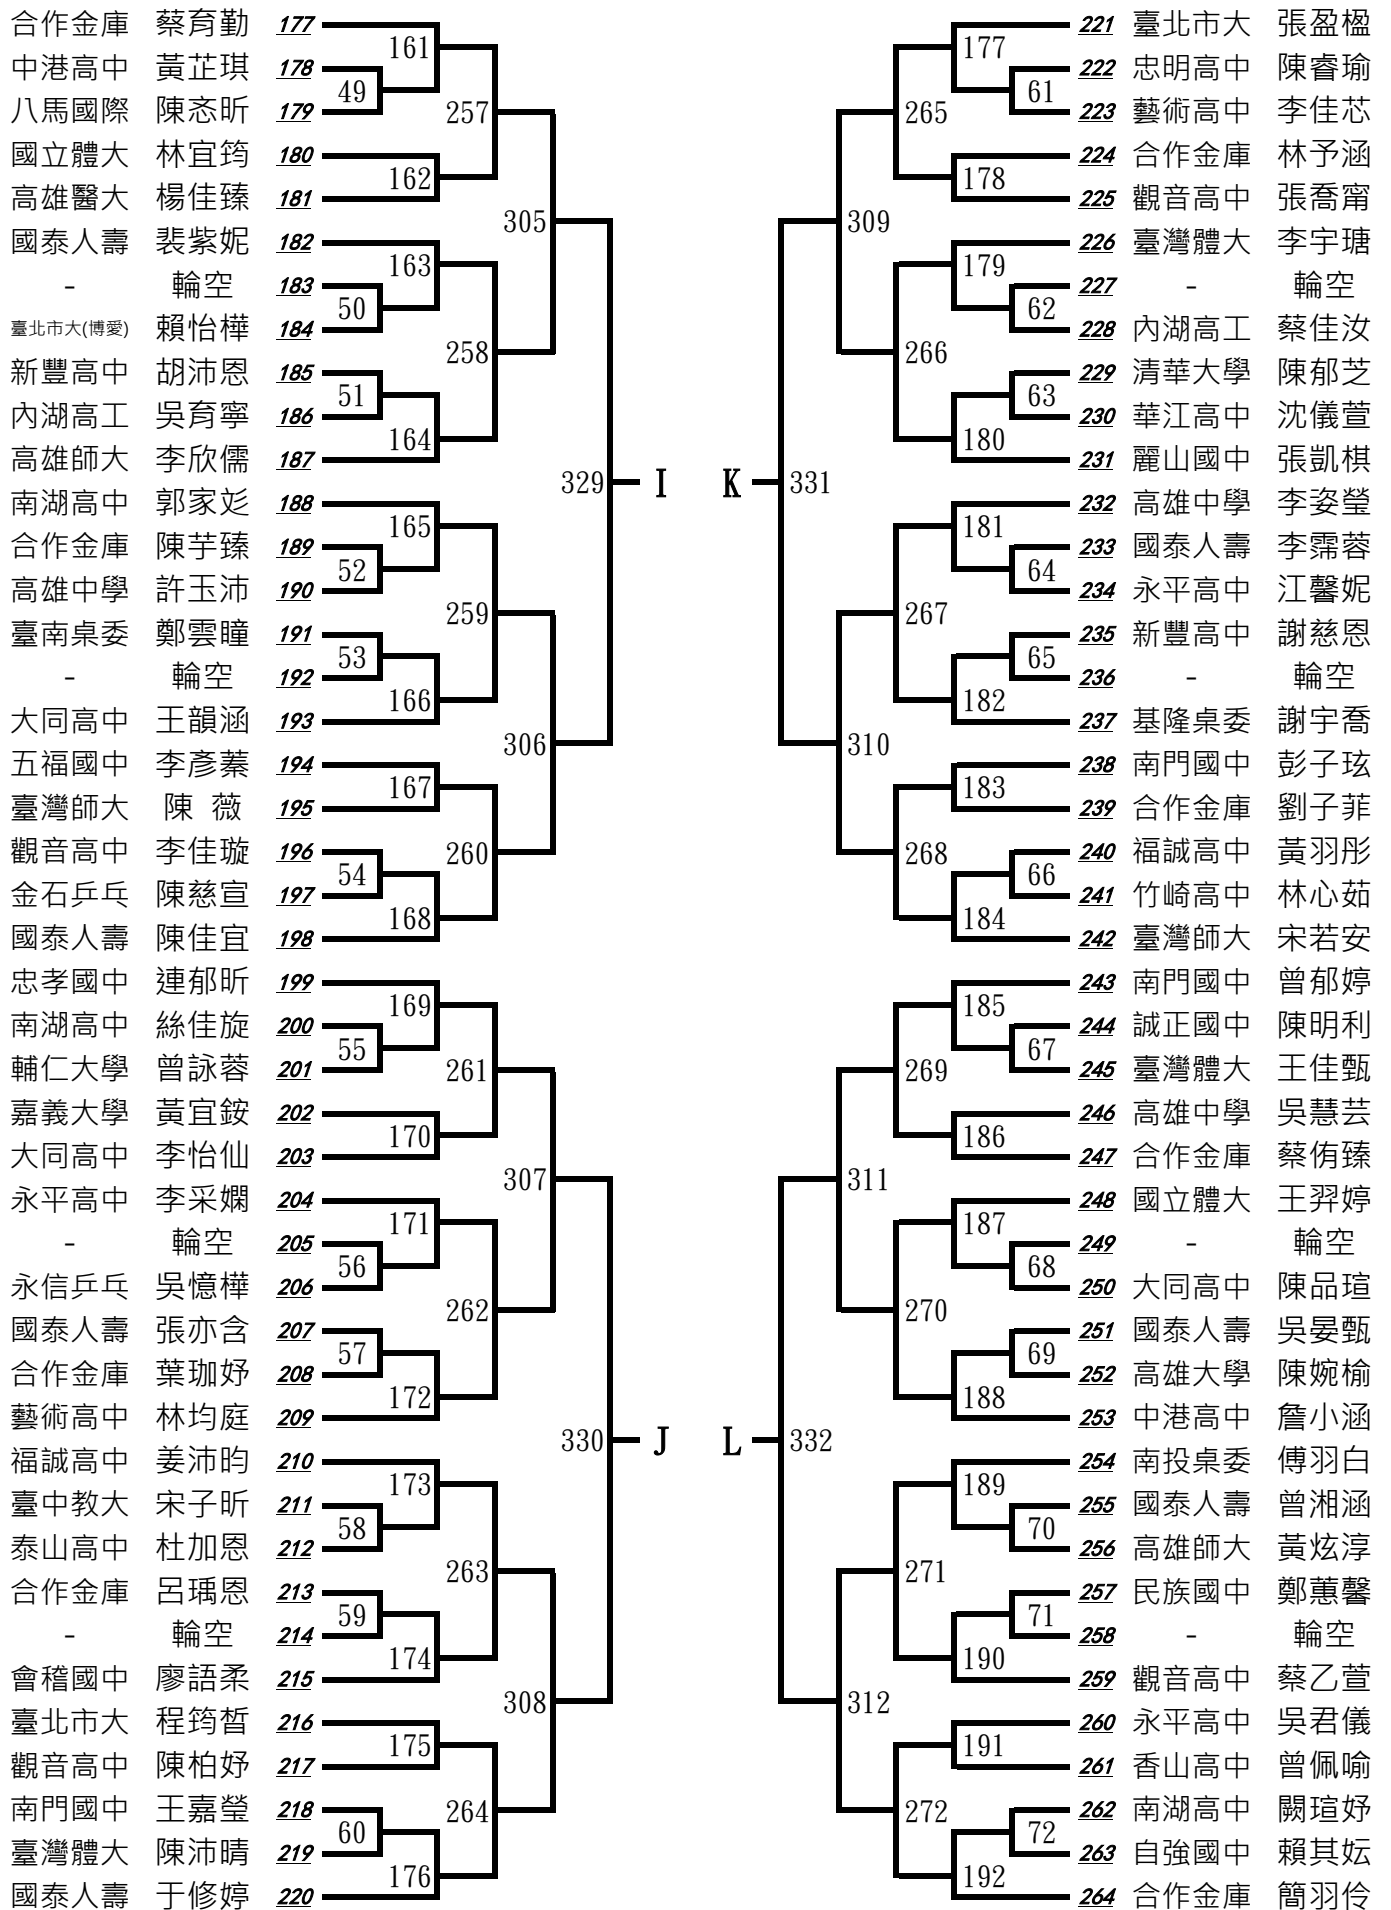 合作金庫 蔡育勤 177
中港高中 黃芷琪 178
八馬國際 陳忞昕 179
國立體大 林宜筠 180
高雄醫大 楊佳臻 181
國泰人壽 裴紫妮 182
- 輪空 183
臺北市大(博愛) 賴怡樺 184
新豐高中 胡沛恩 185
內湖高工 吳育寧 186
高雄師大 李欣儒 187
南湖高中 郭家彣 188
合作金庫 陳芋臻 189
高雄中學 許玉沛 190
臺南桌委 鄭雲瞳 191
- 輪空 192
大同高中 王韻涵 193
五福國中 李彥蓁 194
臺灣師大 陳 薇 195
觀音高中 李佳璇 196
金石乒乓 陳慈宣 197
國泰人壽 陳佳宜 198
忠孝國中 連郁昕 199
南湖高中 絲佳旋 200
輔仁大學 曾詠蓉 201
嘉義大學 黃宜銨 202
大同高中 李怡仙 203
永平高中 李采嫻 204
- 輪空 205
永信乒乓 吳憶樺 206
國泰人壽 張亦含 207
合作金庫 葉珈妤 208
藝術高中 林均庭 209
福誠高中 姜沛昀 210
臺中教大 宋子昕 211
泰山高中 杜加恩 212
合作金庫 呂瑀恩 213
- 輪空 214
會稽國中 廖語柔 215
臺北市大 程筠皙 216
觀音高中 陳柏妤 217
南門國中 王嘉瑩 218
臺灣體大 陳沛晴 219
國泰人壽 于修婷 220
161
49
257
162
305
163
50
258
51
164
329
I
165
52
259
53
166
306
167
260
54
168
169
55
261
170
307
171
56
262
57
172
330
J
173
58
263
59
174
308
175
264
60
176
177
61
265
178
309
179
62
266
63
180
K
331
181
64
267
65
182
310
183
268
66
184
185
67
269
186
311
187
68
270
69
188
L
332
189
70
271
71
190
312
191
272
72
192
221 臺北市大 張盈楹
222 忠明高中 陳睿瑜
223 藝術高中 李佳芯
224 合作金庫 林予涵
225 觀音高中 張喬甯
226 臺灣體大 李宇瑭
227 - 輪空
228 內湖高工 蔡佳汝
229 清華大學 陳郁芝
230 華江高中 沈儀萱
231 麗山國中 張凱棋
232 高雄中學 李姿瑩
233 國泰人壽 李霈蓉
234 永平高中 江馨妮
235 新豐高中 謝慈恩
236 - 輪空
237 基隆桌委 謝宇喬
238 南門國中 彭子玹
239 合作金庫 劉子菲
240 福誠高中 黃羽彤
241 竹崎高中 林心茹
242 臺灣師大 宋若安
243 南門國中 曾郁婷
244 誠正國中 陳明利
245 臺灣體大 王佳甄
246 高雄中學 吳慧芸
247 合作金庫 蔡侑臻
248 國立體大 王羿婷
249 - 輪空
250 大同高中 陳品瑄
251 國泰人壽 吳晏甄
252 高雄大學 陳婉榆
253 中港高中 詹小涵
254 南投桌委 傅羽白
255 國泰人壽 曾湘涵
256 高雄師大 黃炫淳
257 民族國中 鄭蕙馨
258 - 輪空
259 觀音高中 蔡乙萱
260 永平高中 吳君儀
261 香山高中 曾佩喻
262 南湖高中 闕瑄妤
263 自強國中 賴其妘
264 合作金庫 簡羽伶